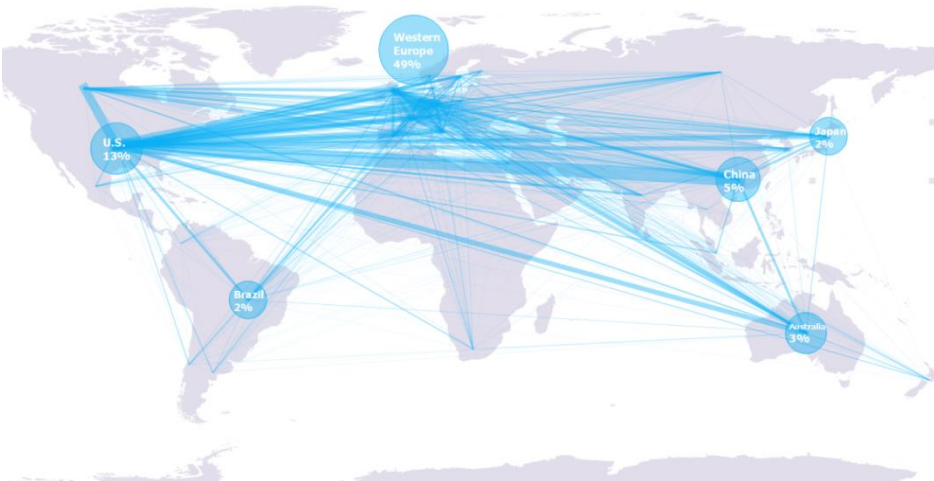 Western
Europe
49%
U.S.
13%
Japan
2%
China
5%
Brazil
2%
Australia
3%